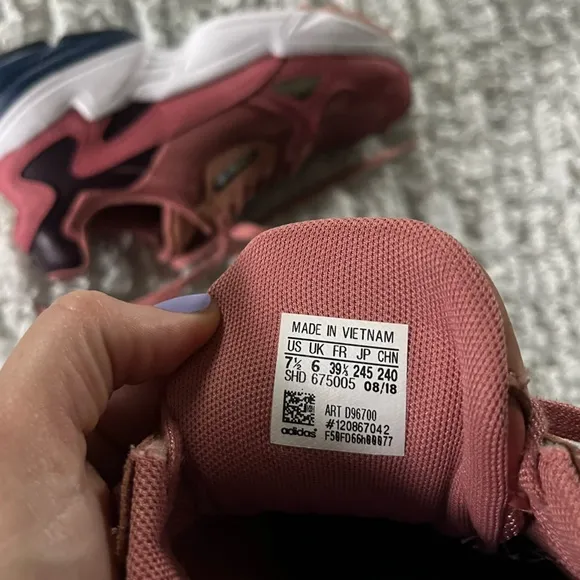 MADE IN VIETNAM
US UK FR JP CHN
7½ 6 39⅓ 245 240
SHD 675005 08/18
ART D96700
#120867042
adidas F50FD66h00077